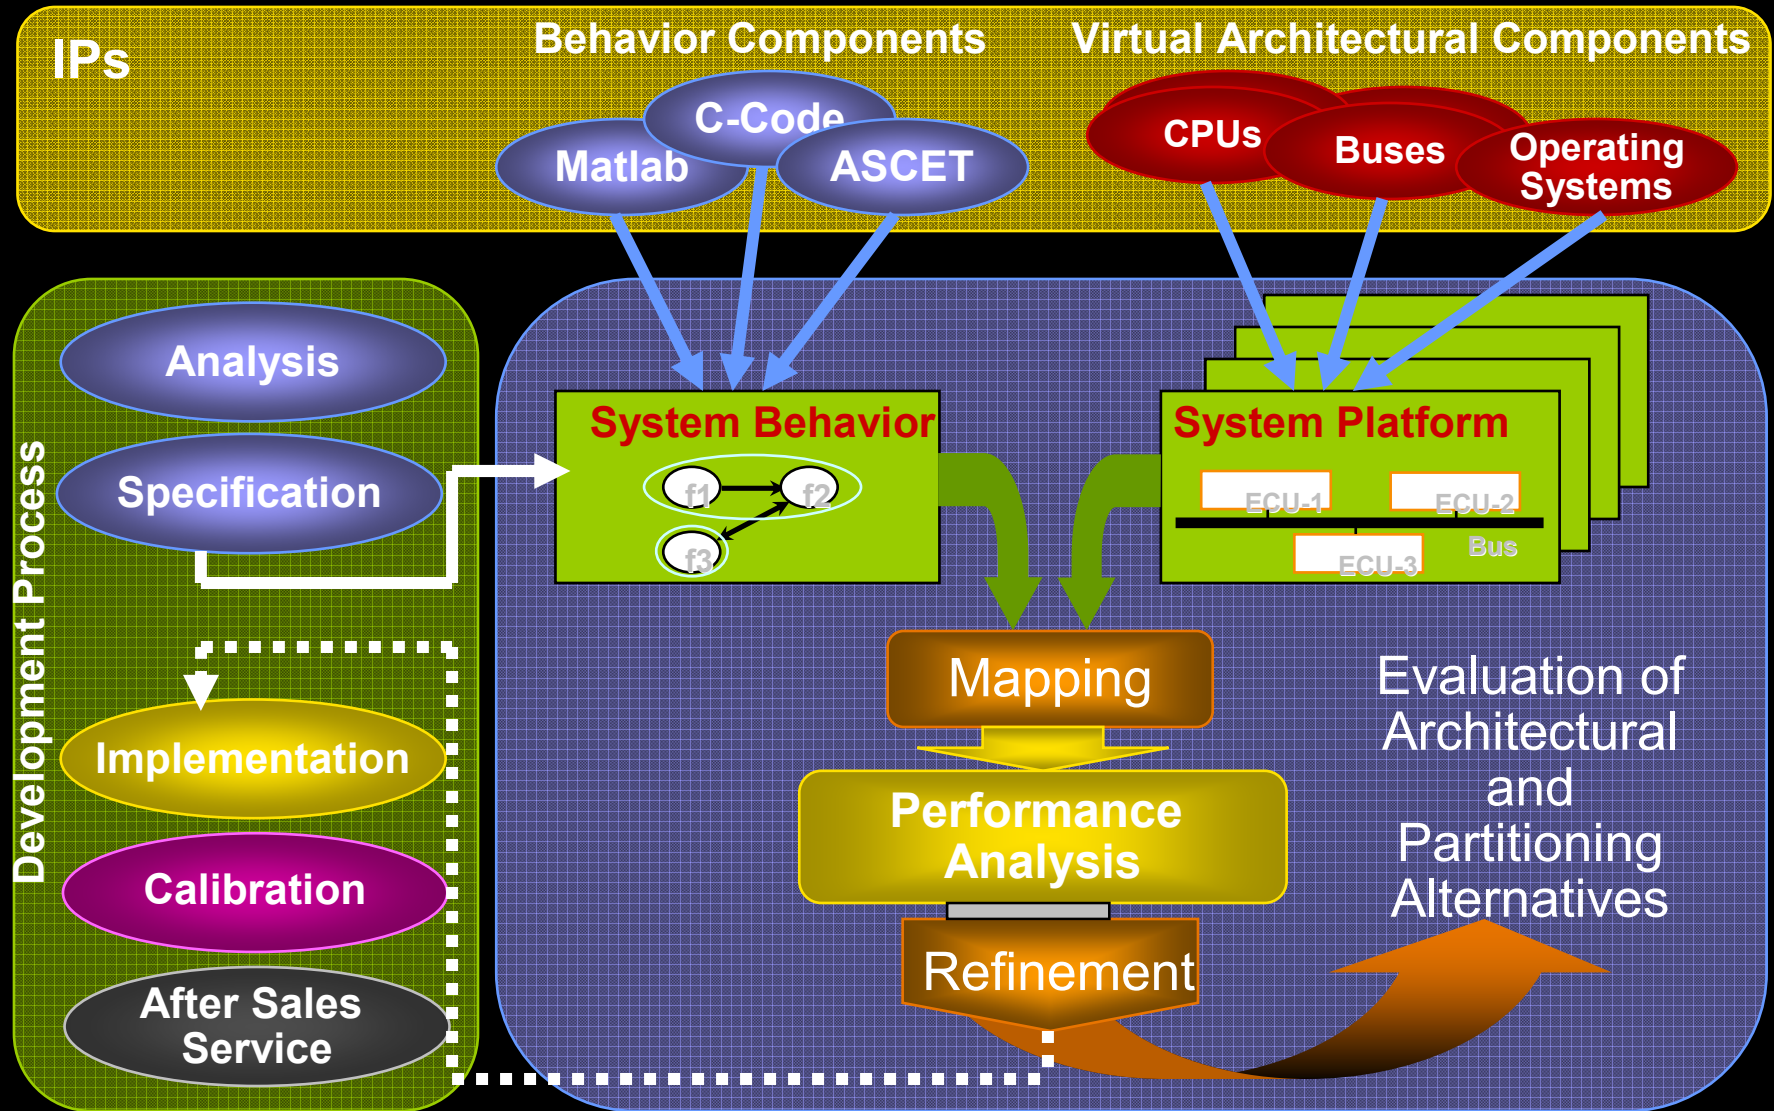 IPs
Behavior Components
Virtual Architectural Components
C-Code
Matlab
ASCET
CPUs
Buses
Operating
Systems
Development Process
Analysis
Specification
Implementation
Calibration
After Sales
Service
System Behavior
f1
f2
f3
System Platform
ECU-1
ECU-2
Bus
ECU-3
Mapping
Performance
Analysis
Refinement
Evaluation of
Architectural
and
Partitioning
Alternatives